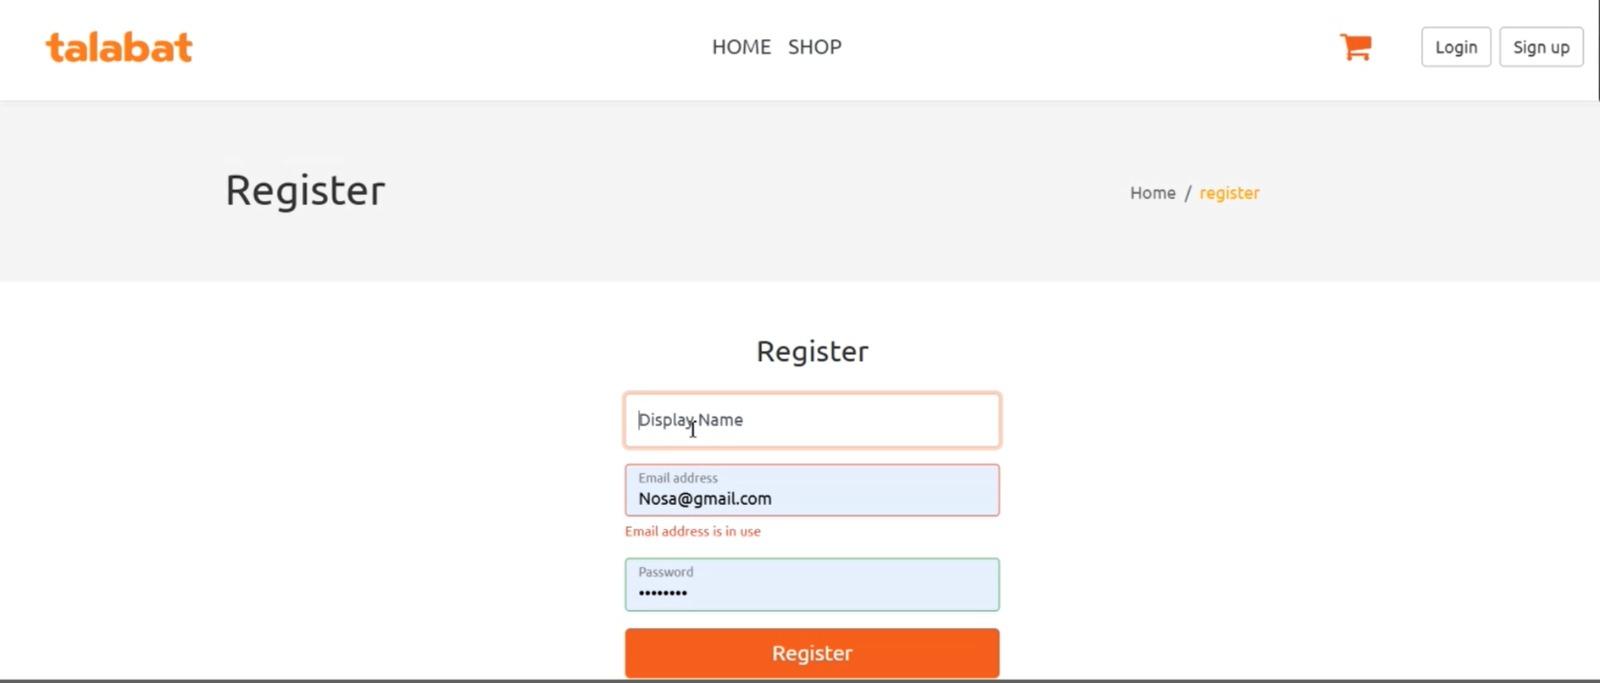 talabat
HOME SHOP
Login Sign up
Register
Home / register
Register
Display Name
Email address
Nosa@gmail.com
Email address is in use
Password
••••••••
Register